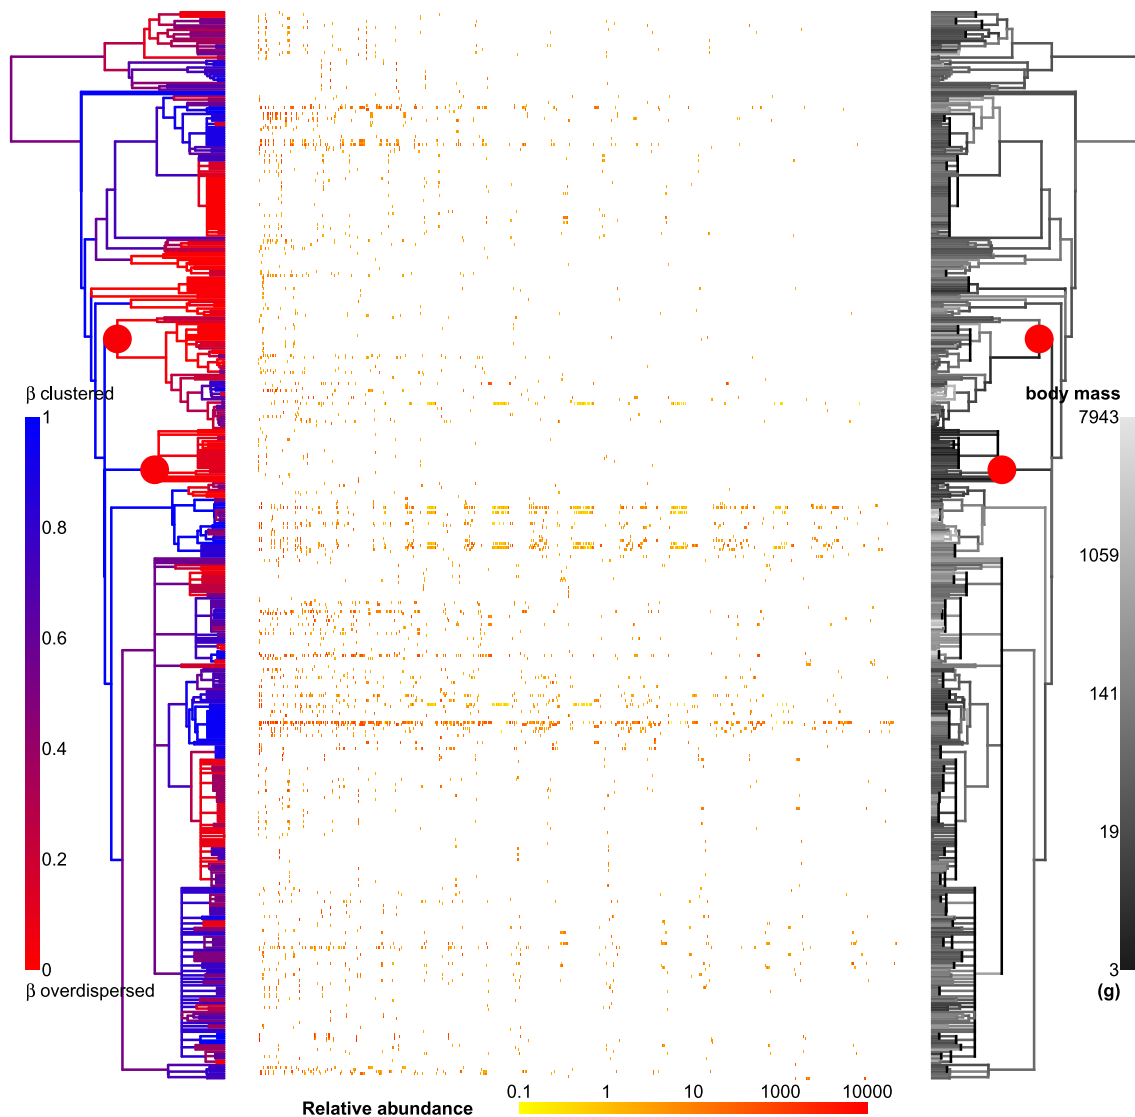 β clustered
1
0.8
0.6
0.4
0.2
0
β overdispersed
body mass
7943
1059
141
19
3
(g)
0.1 1 10 1000 10000
Relative abundance